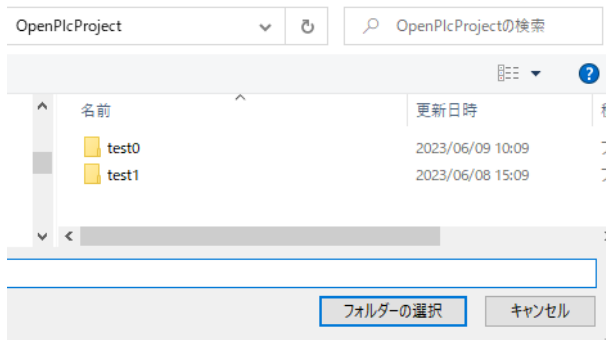 OpenPlcProject
OpenPlcProjectの検索
名前
更新日時
test0
2023/06/09 10:09
test1
2023/06/08 15:09
フォルダーの選択
キャンセル